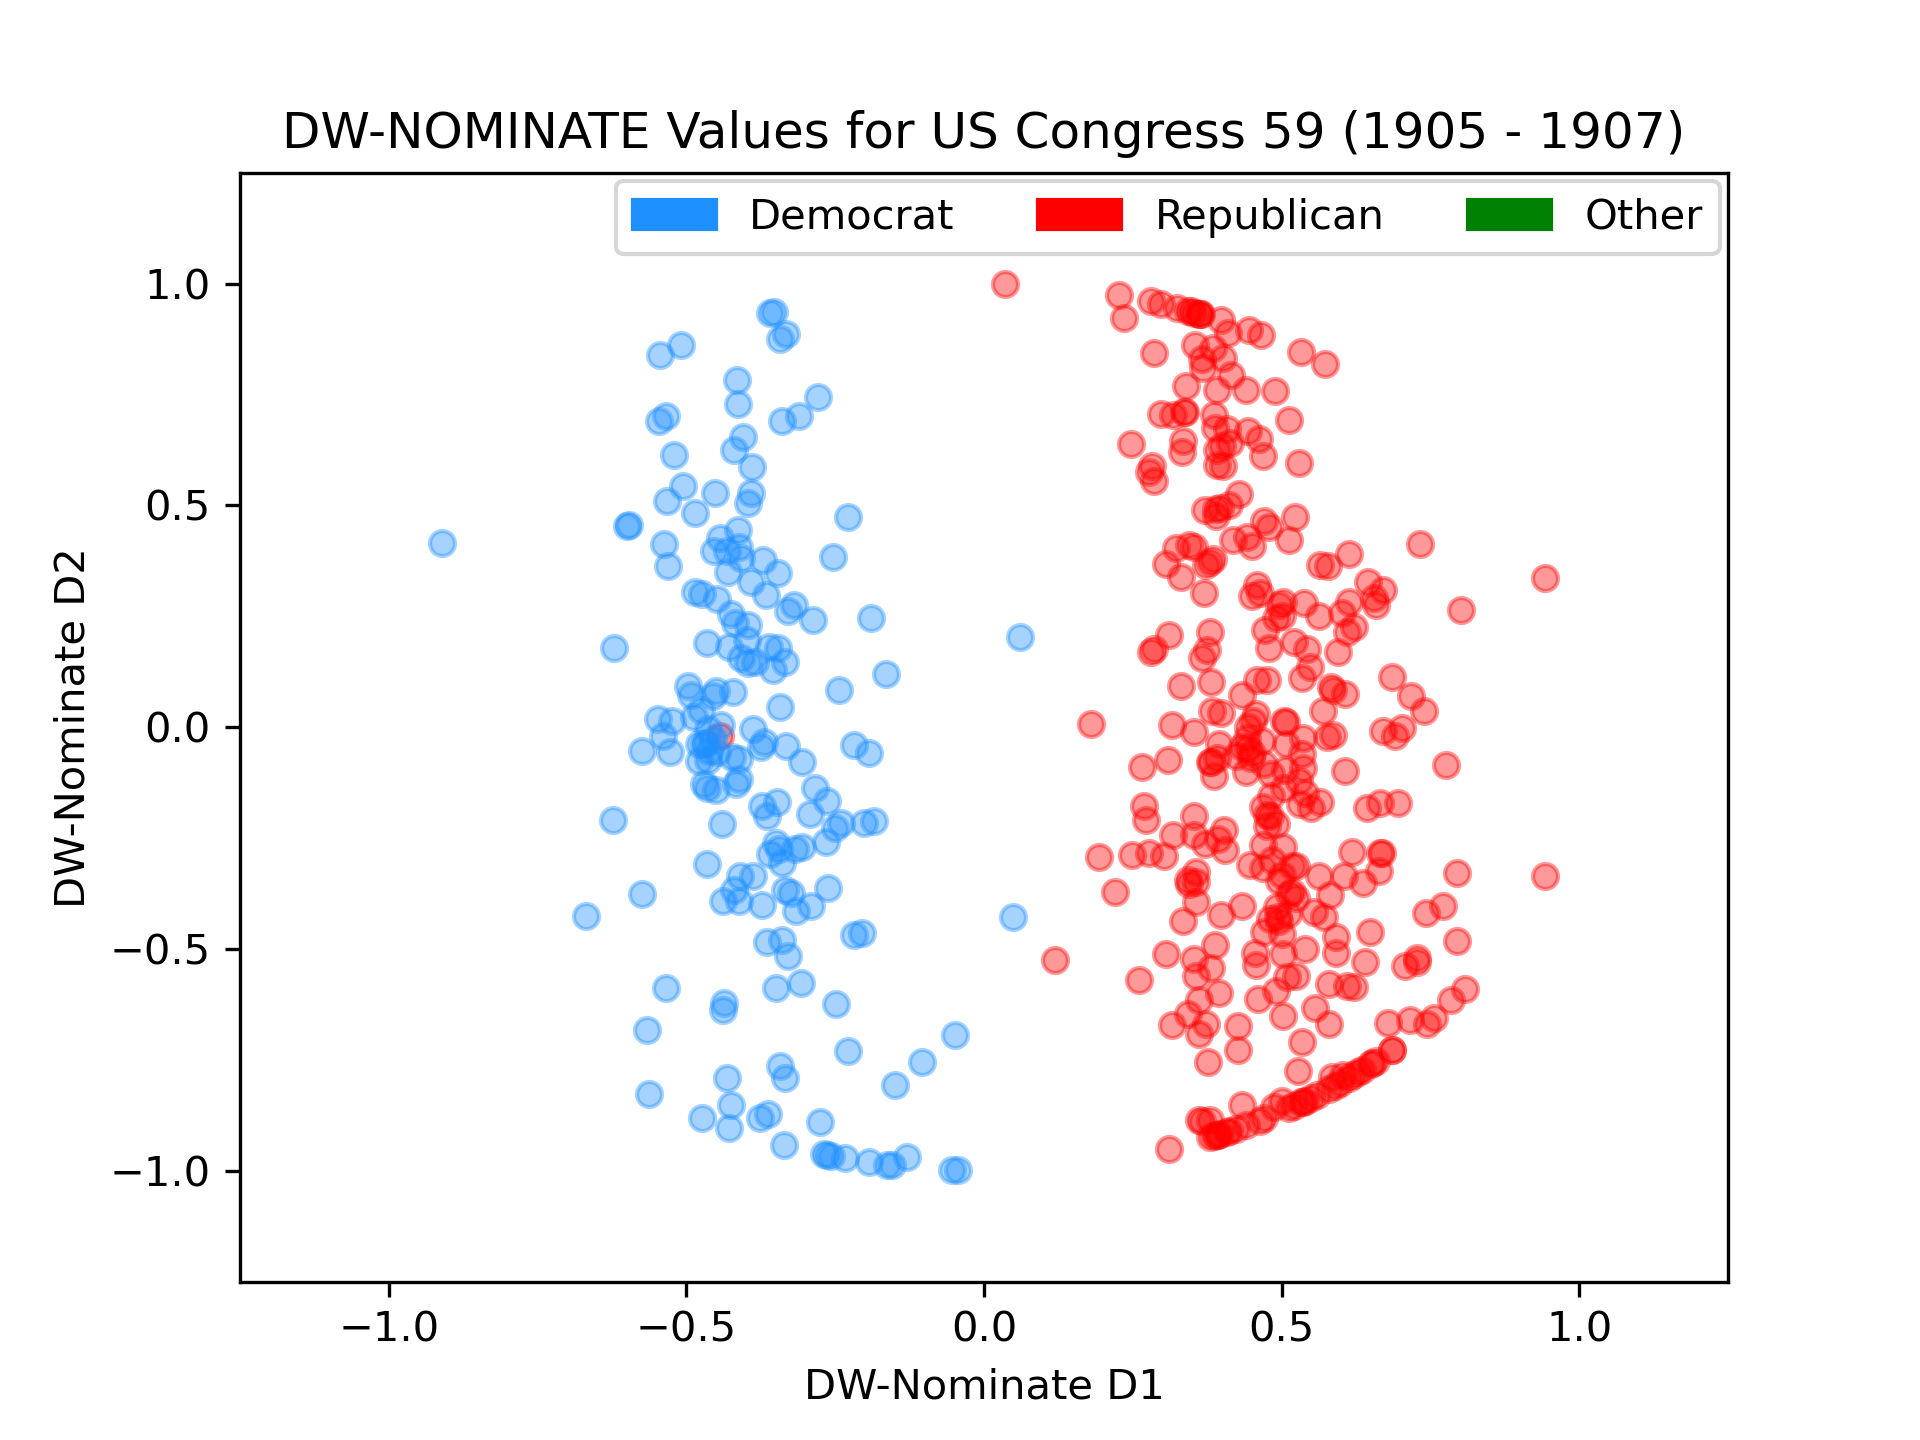 DW-NOMINATE Values for US Congress 59 (1905 - 1907)
Democrat Republican Other
1.0
0.5
0.0
−0.5
−1.0
DW-Nominate D2
−1.0 −0.5 0.0 0.5 1.0
DW-Nominate D1